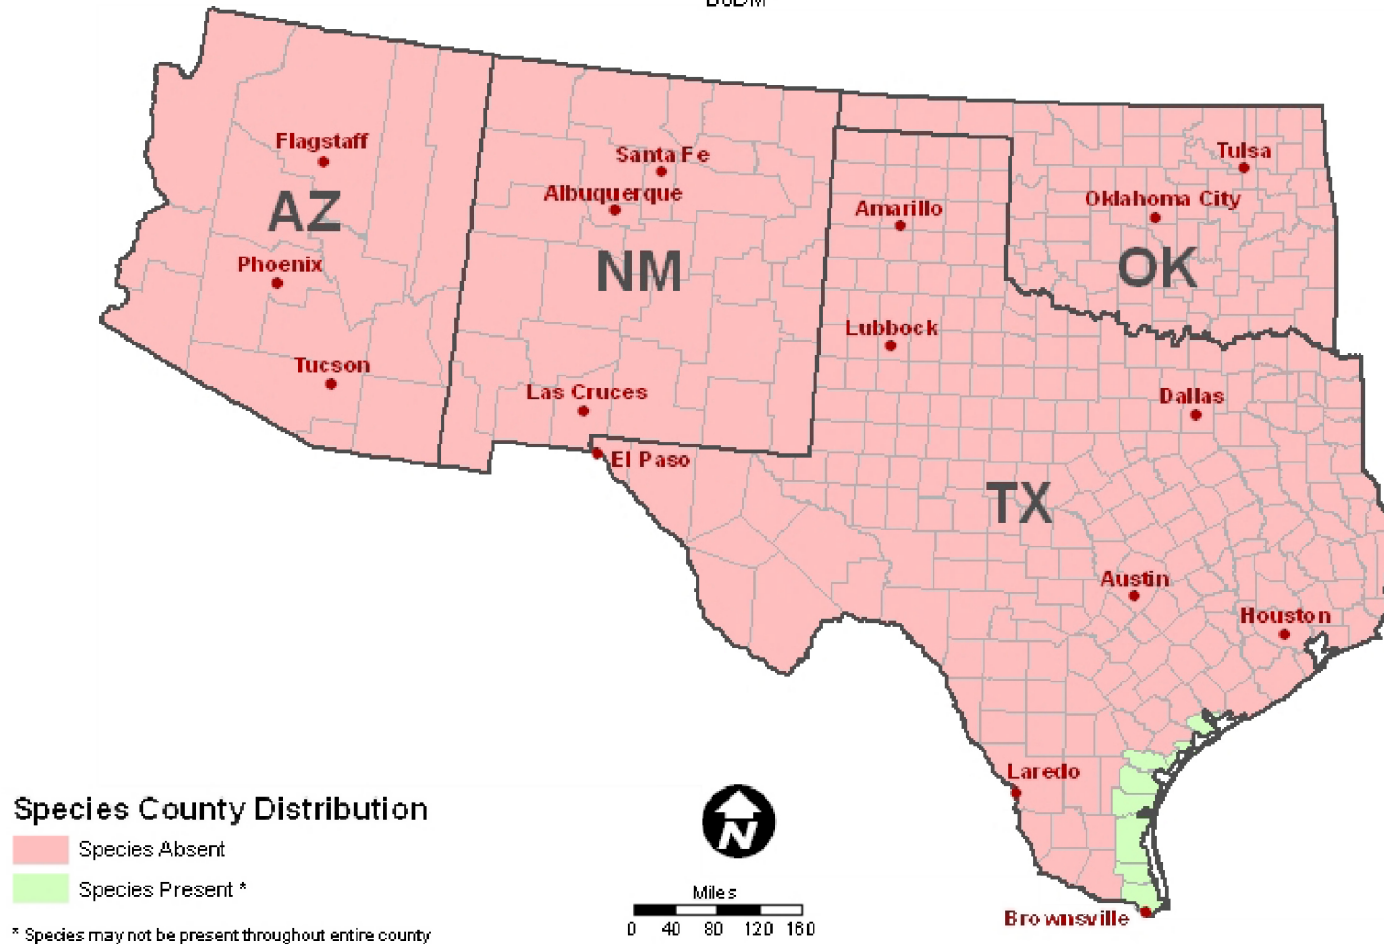 Flagstaff
Santa Fe
Tulsa
Albuquerque
Oklahoma City
Amarillo
AZ
Phoenix
NM
OK
Lubbock
Tucson
Las Cruces
Dallas
El Paso
TX
Austin
Houston
Laredo
Species County Distribution
Species Absent
Species Present *
N
Miles
0 40 80 120 160
Brownsville
* Species may not be present throughout entire county